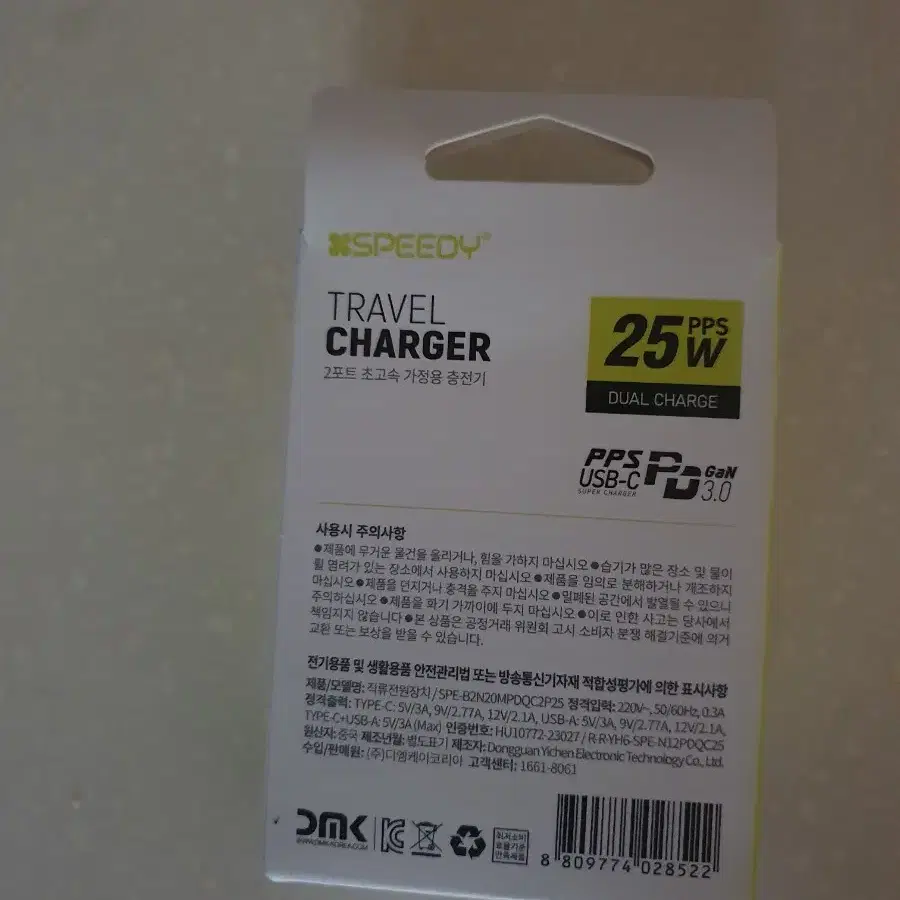 SPEEDY®
TRAVEL
CHARGER
2포트 초고속 가정용 충전기
25 PPS W
DUAL CHARGE
PPS
USB-C
SUPER CHARGER
PD GaN 3.0
사용시 주의사항
●제품에 무거운 물건을 올리거나, 힘을 가하지 마십시오 ●습기가 많은 장소 및 물이
튈 염려가 있는 장소에서 사용하지 마십시오 ●제품을 임의로 분해하거나 개조하지
마십시오 ●제품을 던지거나 충격을 주지 마십시오 ●밀폐된 공간에서 발열될 수 있으니
주의하십시오 ●제품을 화기 가까이에 두지 마십시오 ●이로 인한 사고는 당사에서
책임지지 않습니다 ●본 상품은 공정거래 위원회 고시 소비자 분쟁 해결기준에 의거
교환 또는 보상을 받을 수 있습니다.
전기용품 및 생활용품 안전관리법 또는 방송통신기자재 적합성평가에 의한 표시사항
제품/모델명: 직류전원장치 / SPE-B2N20MPDQC2P25 정격입력: 220V~, 50/60Hz, 0.3A
정격출력: TYPE-C: 5V/3A, 9V/2.77A, 12V/2.1A, USB-A: 5V/3A, 9V/2.77A, 12V/2.1A,
TYPE-C+USB-A: 5V/3A (Max) 인증번호: HU10772-23027 / R-R-YH6-SPE-N12PDQC25
원산지: 중국 제조년월: 별도표기 제조자: Dongguan Yichen Electronic Technology Co., Ltd.
수입/판매원: (주)디엠케이코리아 고객센터: 1661-8061
DMK
WWW.DMK-KOREA.COM
최저소비
효율기준
만족제품
8 809774 028522